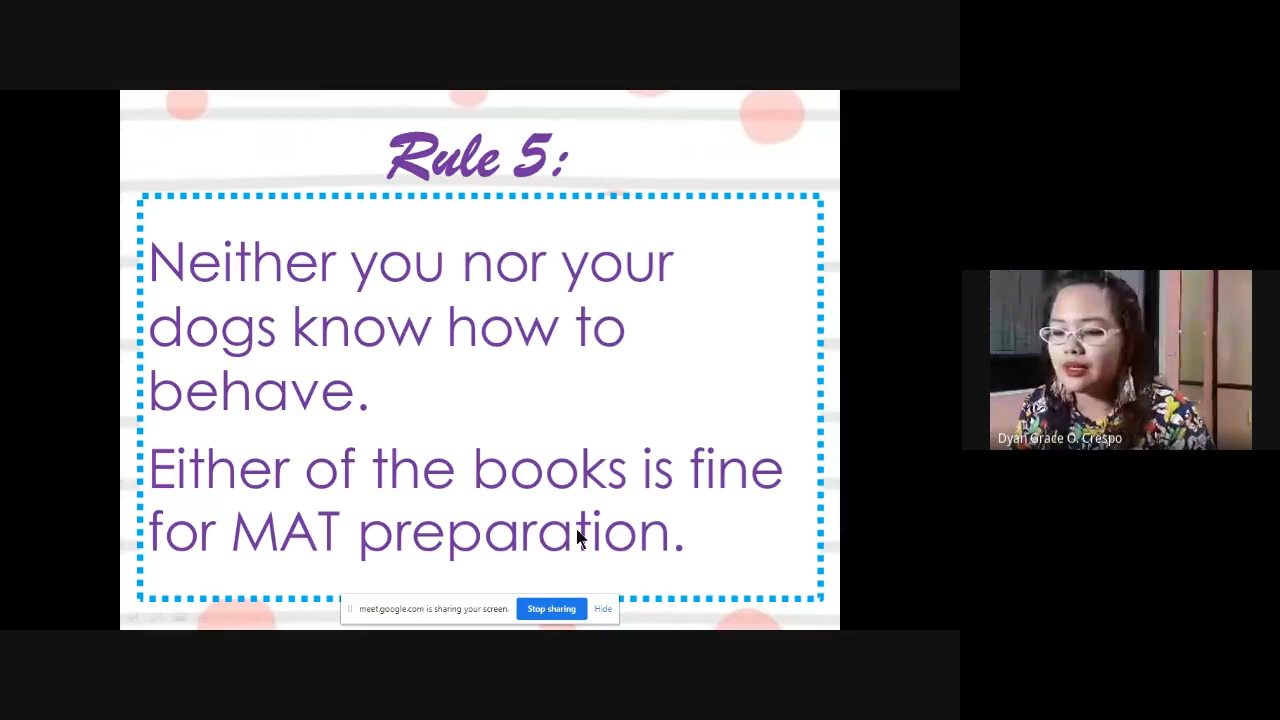 Rule 5:
Neither you nor your
dogs know how to
behave.
Either of the books is fine
for MAT preparation.
meet.google.com is sharing your screen.
Stop sharing
Hide
Dyan Grace O. Crespo